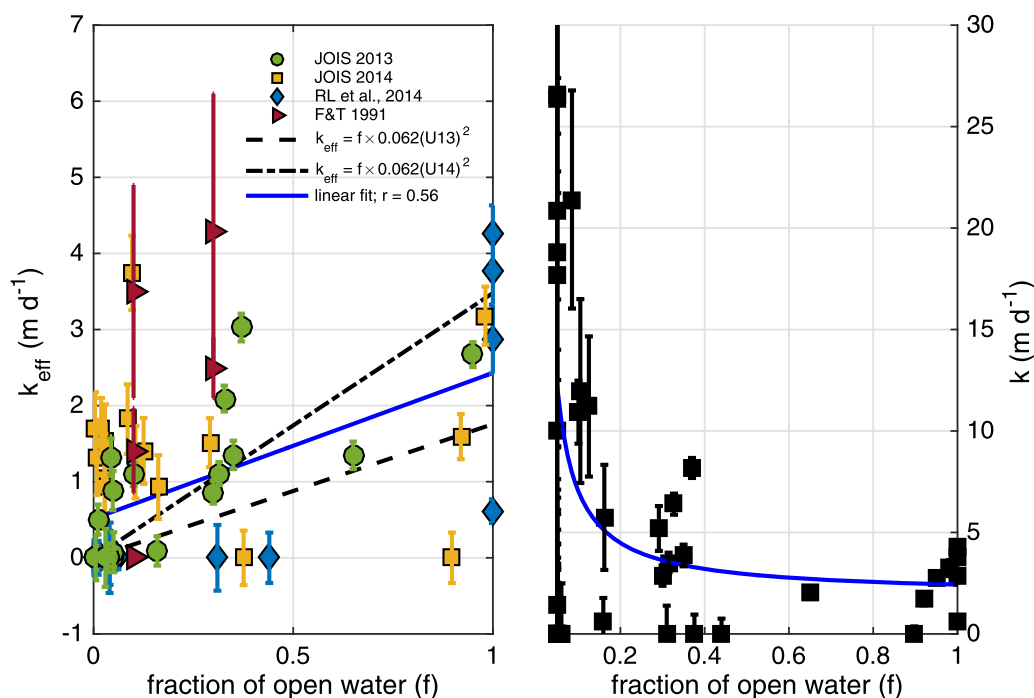 7
6
5
4
3
2
1
0
-1
k_eff (m d⁻¹)
0
0.5
1
fraction of open water (f)
JOIS 2013
JOIS 2014
RL et al., 2014
F&T 1991
k_eff = f × 0.062(U13)²
k_eff = f × 0.062(U14)²
linear fit; r = 0.56
30
25
20
15
10
5
0
k (m d⁻¹)
0.2
0.4
0.6
0.8
1
fraction of open water (f)